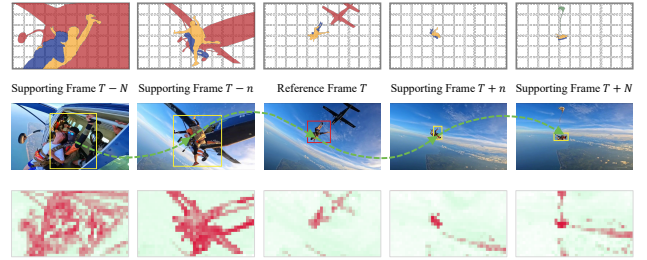 Supporting Frame T − N
Supporting Frame T − n
Reference Frame T
Supporting Frame T + n
Supporting Frame T + N